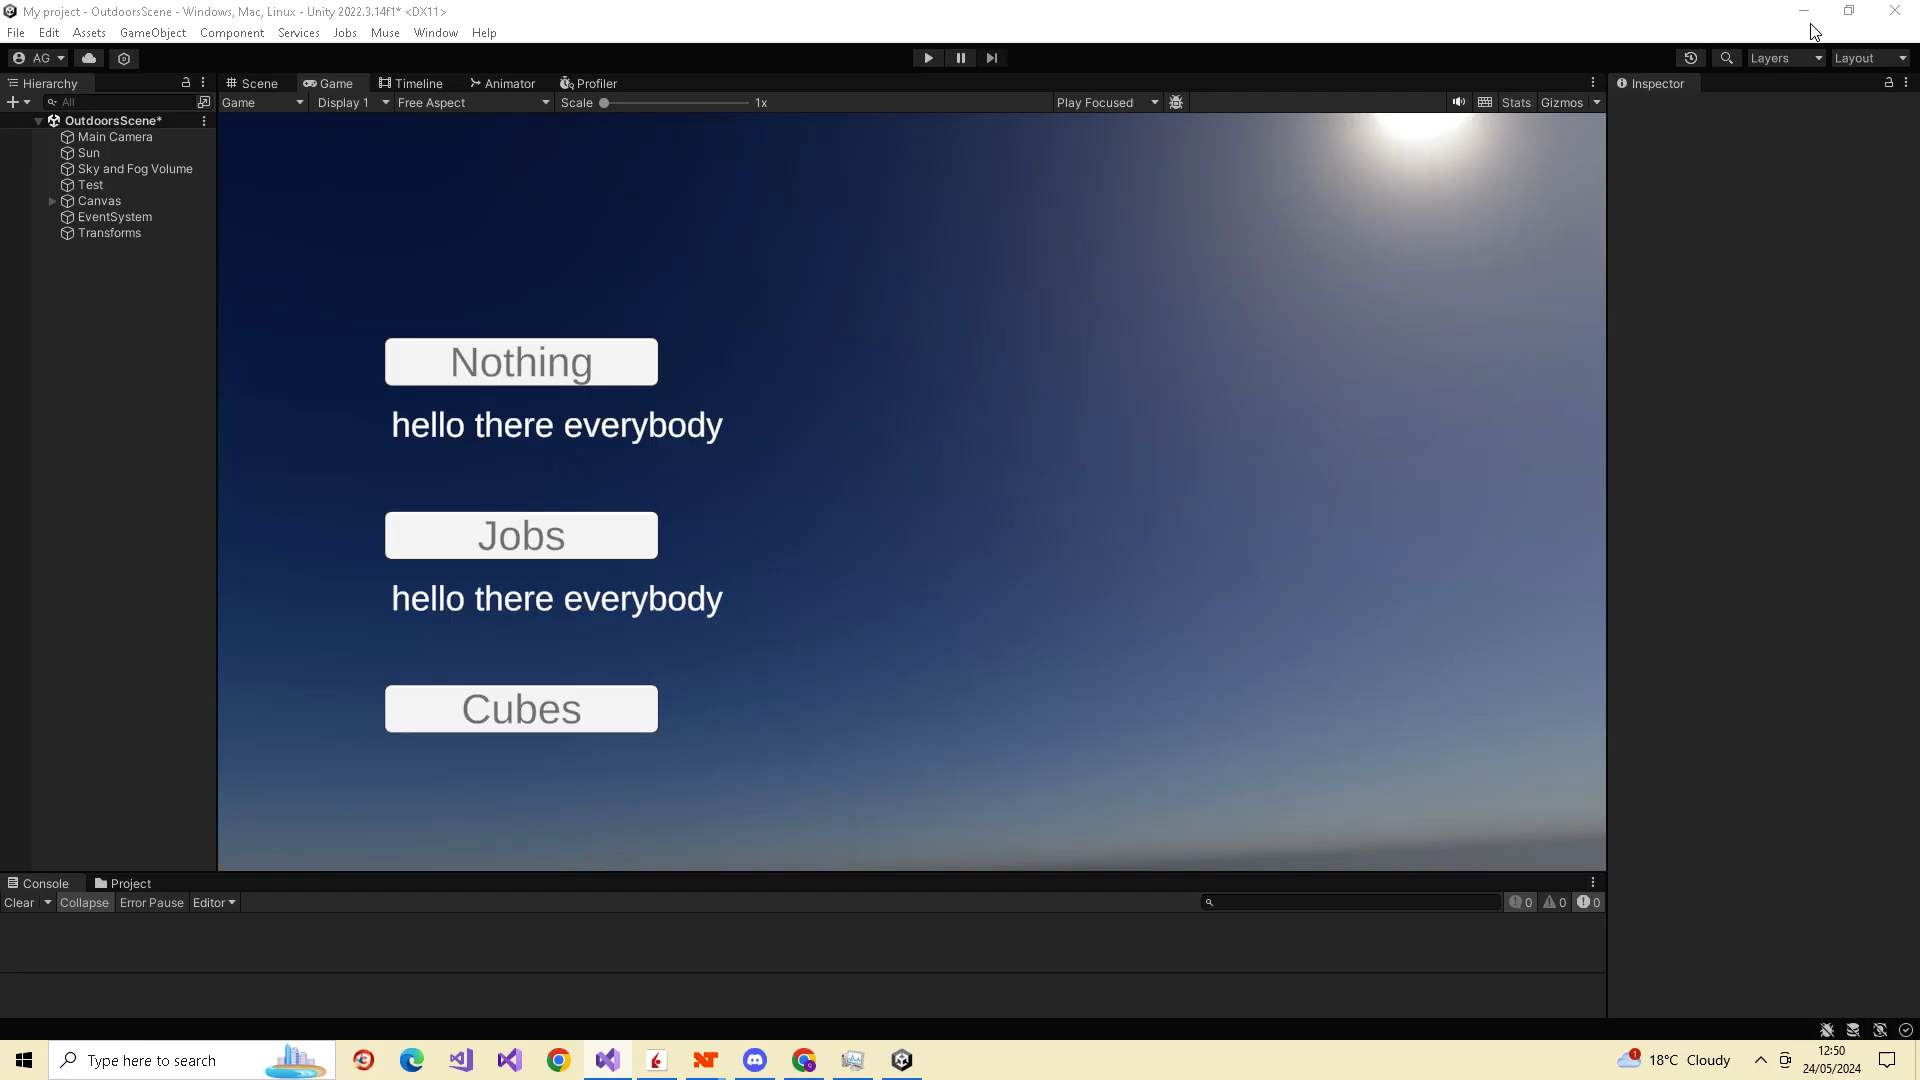 My project - OutdoorsScene - Windows, Mac, Linux - Unity 2022.3.14f1* <DX11>
File Edit Assets GameObject Component Services Jobs Muse Window Help
AG Layers Layout
Hierarchy Scene Game Timeline Animator Profiler Inspector
All Game Display 1 Free Aspect Scale 1x Play Focused Stats Gizmos
OutdoorsScene*
Main Camera
Sun
Sky and Fog Volume
Test
Canvas
EventSystem
Transforms
Nothing
hello there everybody
Jobs
hello there everybody
Cubes
Console Project
Clear Collapse Error Pause Editor 0 0 0
Type here to search
1 18°C Cloudy
12:50
24/05/2024